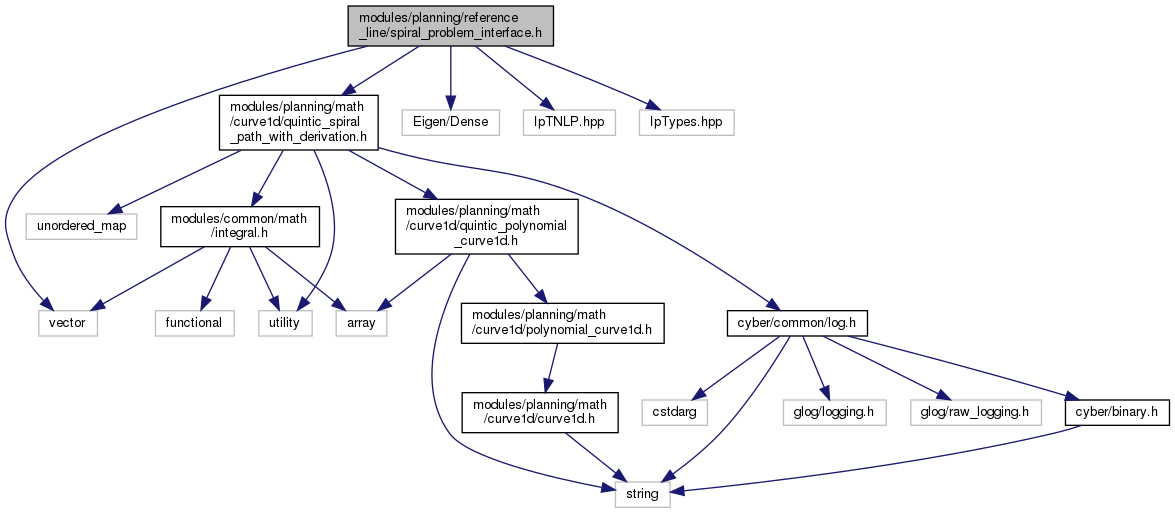 modules/planning/reference
_line/spiral_problem_interface.h
modules/planning/math
/curve1d/quintic_spiral
_path_with_derivation.h
Eigen/Dense
IpTNLP.hpp
IpTypes.hpp
unordered_map
modules/common/math
/integral.h
modules/planning/math
/curve1d/quintic_polynomial
_curve1d.h
vector
functional
utility
array
modules/planning/math
/curve1d/polynomial_curve1d.h
cyber/common/log.h
modules/planning/math
/curve1d/curve1d.h
cstdarg
glog/logging.h
glog/raw_logging.h
cyber/binary.h
string